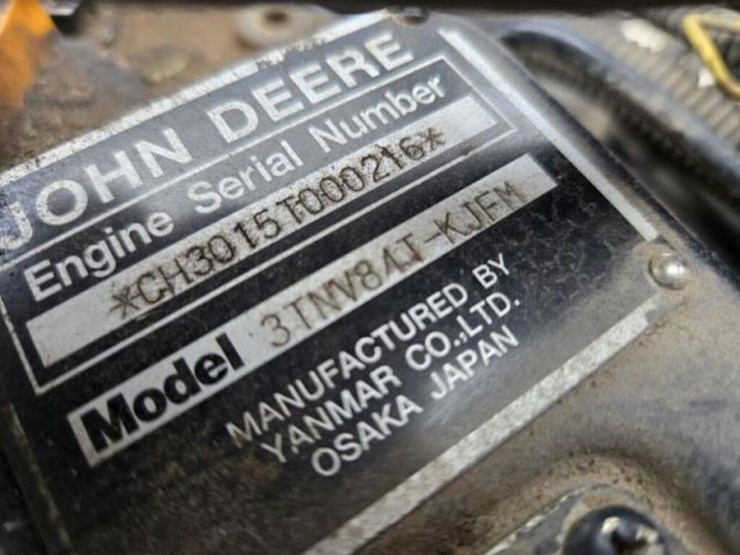 JOHN DEERE
Engine Serial Number
*CH3015T000216*
Model 3TNV84T-KJFM
MANUFACTURED BY
YANMAR CO.,LTD.
OSAKA JAPAN